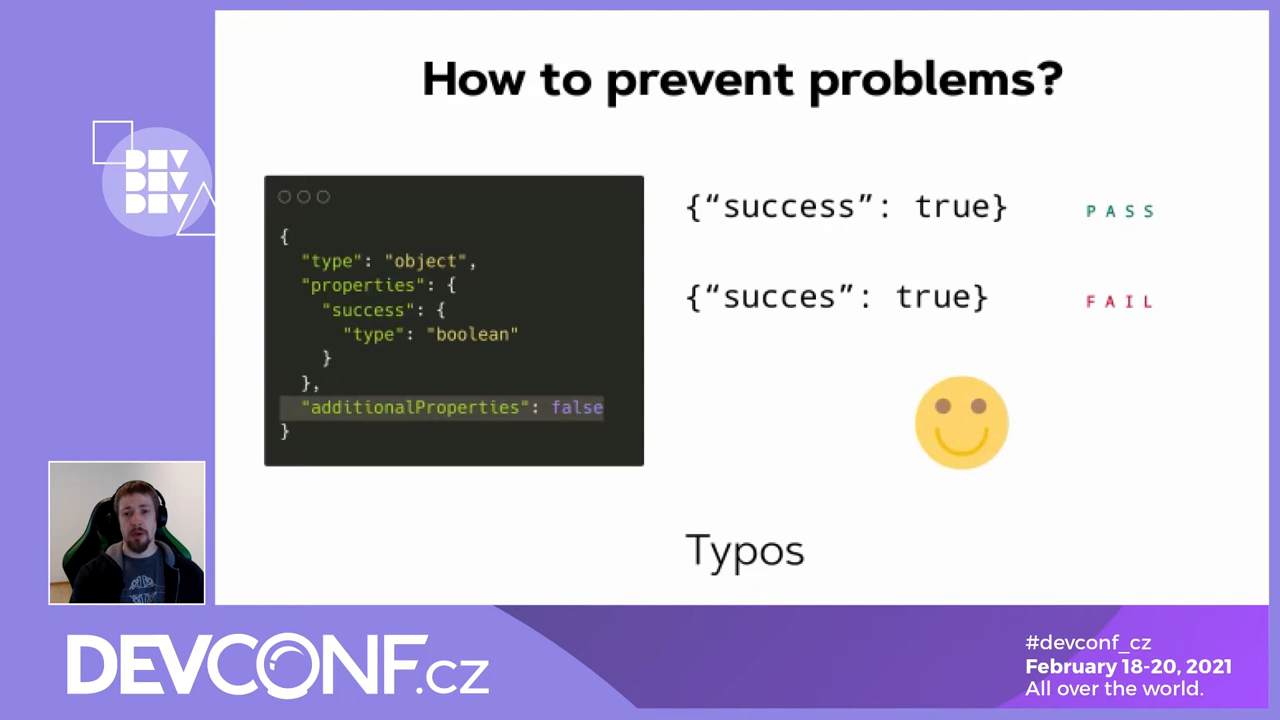 How to prevent problems?
DEV
DEV
DEV
{
"type": "object",
"properties": {
"success": {
"type": "boolean"
}
},
"additionalProperties": false
}
{“success”: true} PASS
{“succes”: true} FAIL
Typos
DEVCONF.cz
#devconf_cz
February 18-20, 2021
All over the world.